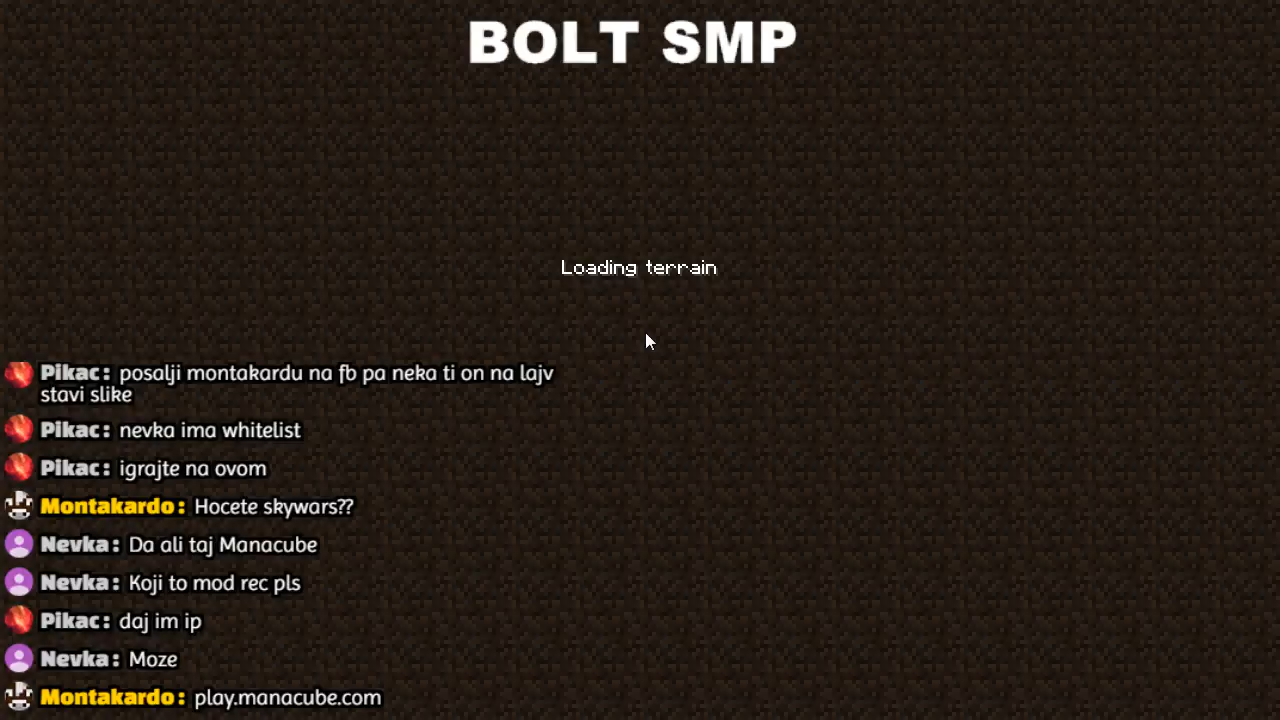 BOLT SMP
Loading terrain
Pikac: posalji montakardu na fb pa neka ti on na lajv
stavi slike
Pikac: nevka ima whitelist
Pikac: igrajte na ovom
Montakardo: Hocete skywars??
Nevka: Da ali taj Manacube
Nevka: Koji to mod rec pls
Pikac: daj im ip
Nevka: Moze
Montakardo: play.manacube.com